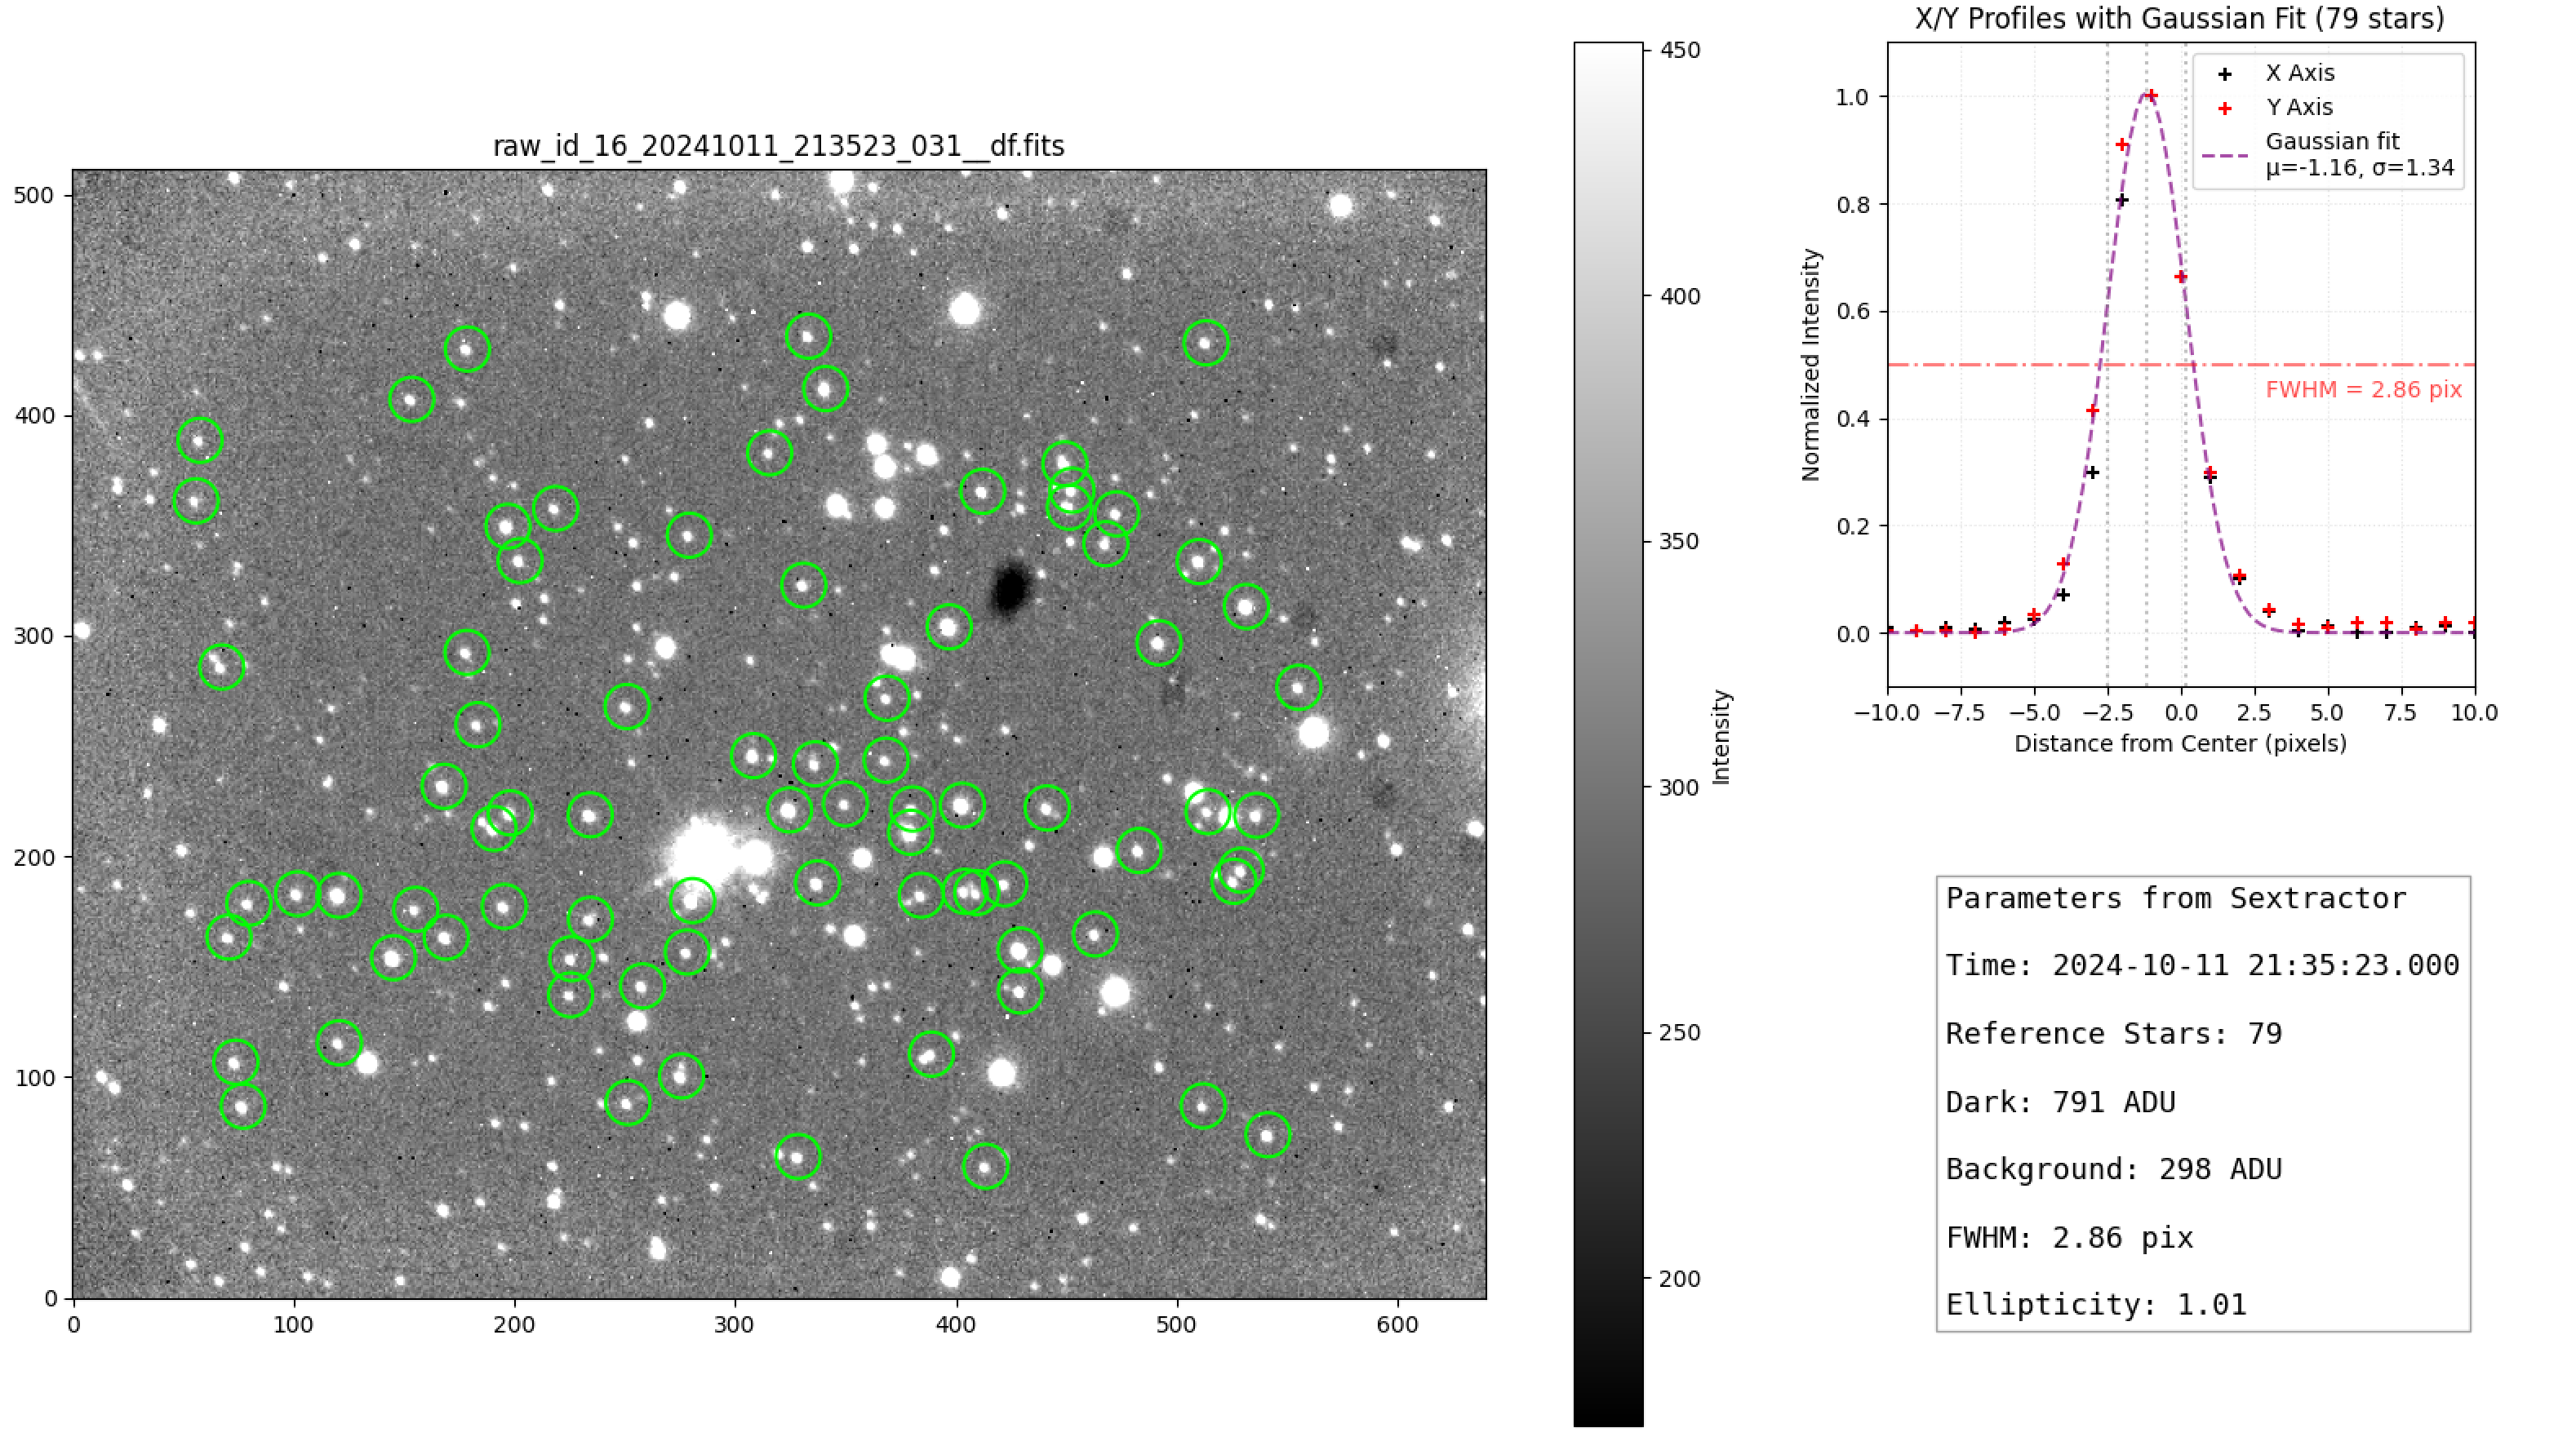 raw_id_16_20241011_213523_031__df.fits
500
400
300
200
100
0
0 100 200 300 400 500 600
450
400
350
300
250
200
Intensity
X/Y Profiles with Gaussian Fit (79 stars)
X Axis
Y Axis
Gaussian fit
μ=-1.16, σ=1.34
FWHM = 2.86 pix
Normalized Intensity
1.0
0.8
0.6
0.4
0.2
0.0
−10.0 −7.5 −5.0 −2.5 0.0 2.5 5.0 7.5 10.0
Distance from Center (pixels)
Parameters from Sextractor
Time: 2024-10-11 21:35:23.000
Reference Stars: 79
Dark: 791 ADU
Background: 298 ADU
FWHM: 2.86 pix
Ellipticity: 1.01